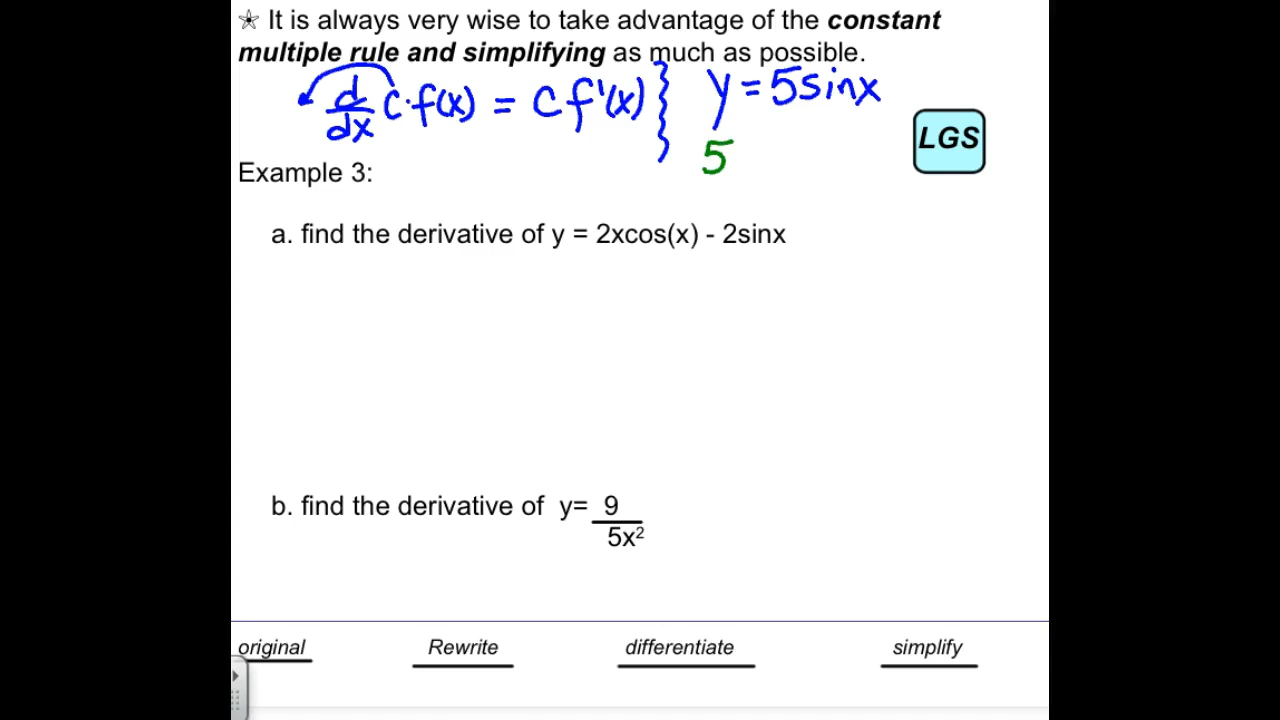 ✯ It is always very wise to take advantage of the constant
multiple rule and simplifying as much as possible.
d/dx c·f(x) = c f'(x) } y = 5sinx
5
LGS
Example 3:
a. find the derivative of y = 2xcos(x) - 2sinx
b. find the derivative of y= 9
5x²
original Rewrite differentiate simplify